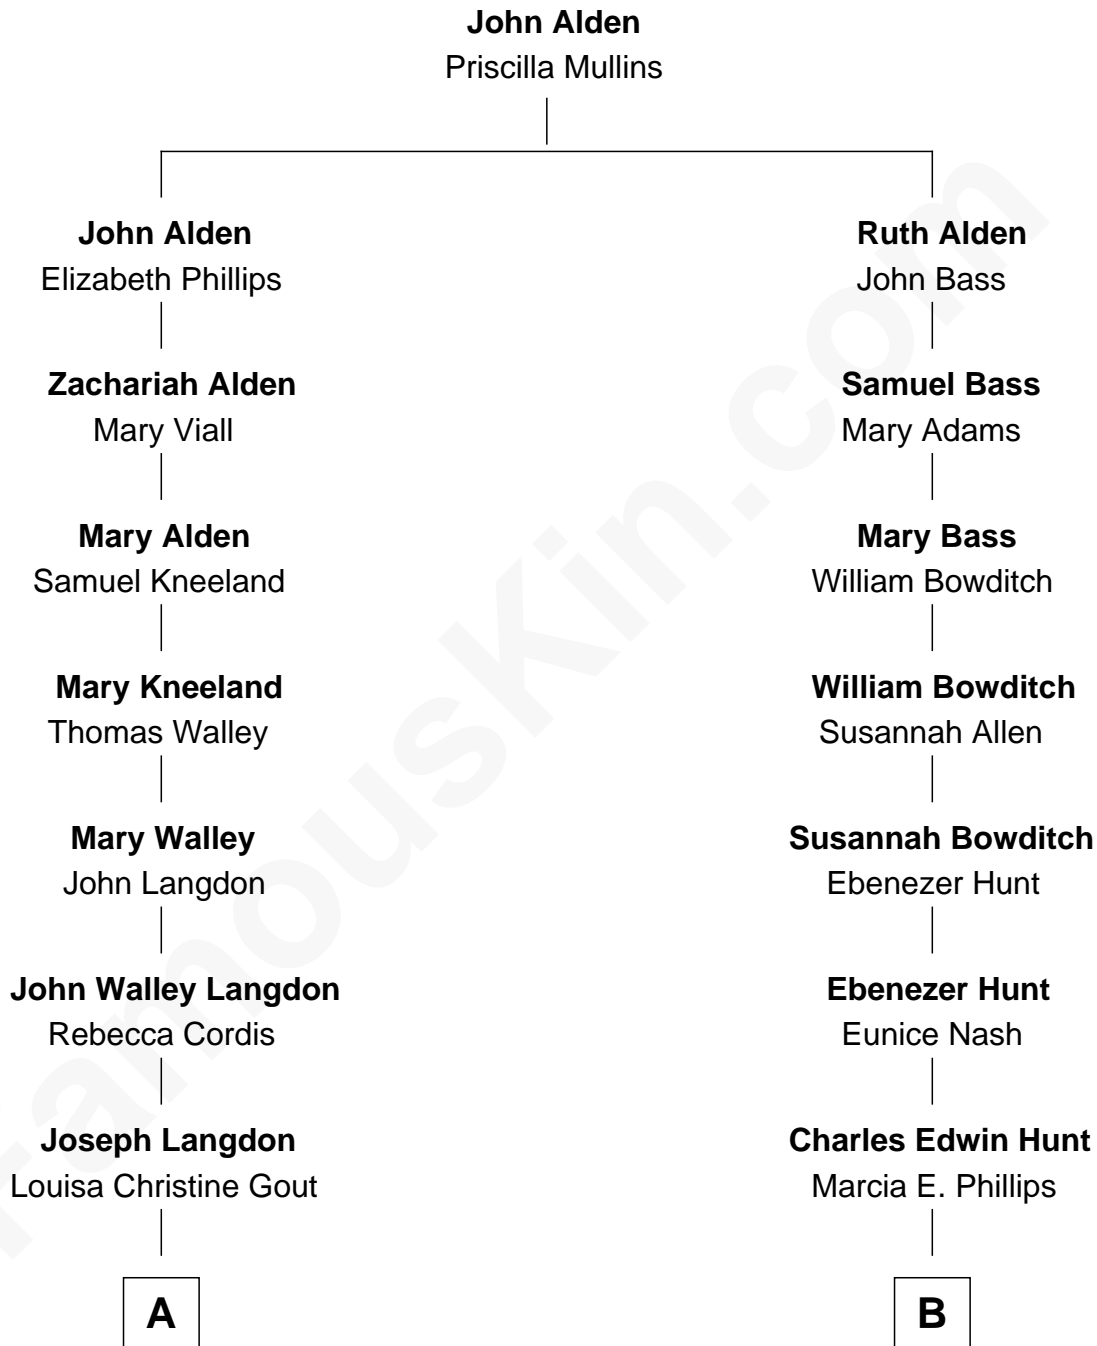 John Alden
Priscilla Mullins
John Alden
Elizabeth Phillips
Ruth Alden
John Bass
Zachariah Alden
Mary Viall
Samuel Bass
Mary Adams
Mary Alden
Samuel Kneeland
Mary Bass
William Bowditch
Mary Kneeland
Thomas Walley
William Bowditch
Susannah Allen
Mary Walley
John Langdon
Susannah Bowditch
Ebenezer Hunt
John Walley Langdon
Rebecca Cordis
Ebenezer Hunt
Eunice Nash
Joseph Langdon
Louisa Christine Gout
Charles Edwin Hunt
Marcia E. Phillips
A
B
FamousKin.com